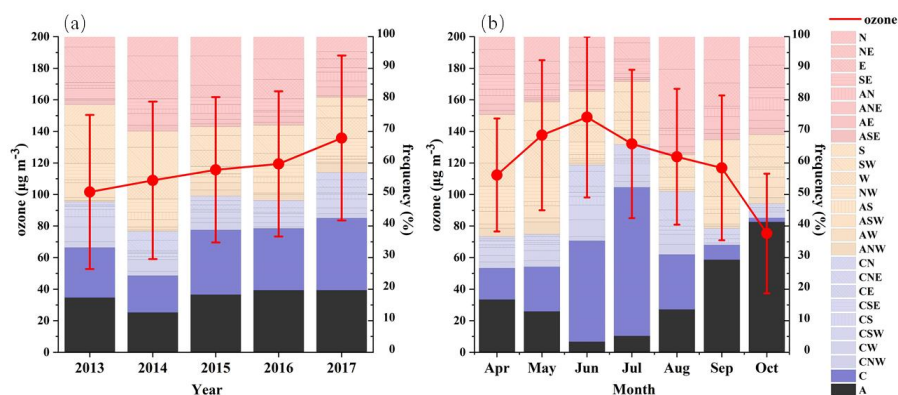 (a)
ozone (μg m⁻³)
200
180
160
140
120
100
80
60
40
20
0
2013 2014 2015 2016 2017
Year
100
90
80
70
60
50
40
30
20
10
0
frequency (%)
(b)
ozone (μg m⁻³)
200
180
160
140
120
100
80
60
40
20
0
Apr May Jun Jul Aug Sep Oct
Month
100
90
80
70
60
50
40
30
20
10
0
frequency (%)
ozone
N
NE
E
SE
AN
ANE
AE
ASE
S
SW
W
NW
AS
ASW
AW
ANW
CN
CNE
CE
CSE
CS
CSW
CW
CNW
C
A